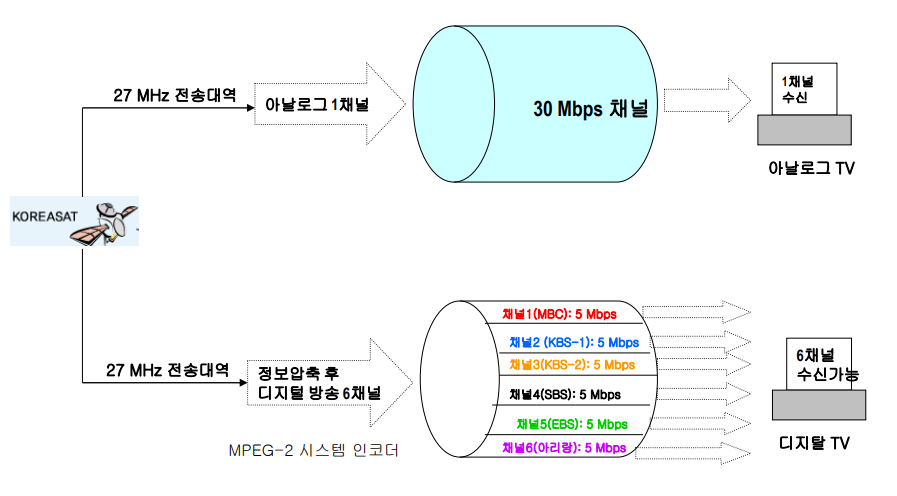 27 MHz 전송대역
아날로그 1채널
30 Mbps 채널
1채널
수신
아날로그 TV
KOREASAT
27 MHz 전송대역
정보압축 후
디지털 방송 6채널
MPEG-2 시스템 인코더
채널1(MBC): 5 Mbps
채널2 (KBS-1): 5 Mbps
채널3(KBS-2): 5 Mbps
채널4(SBS): 5 Mbps
채널5(EBS): 5 Mbps
채널6(아리랑): 5 Mbps
6채널
수신가능
디지탈 TV